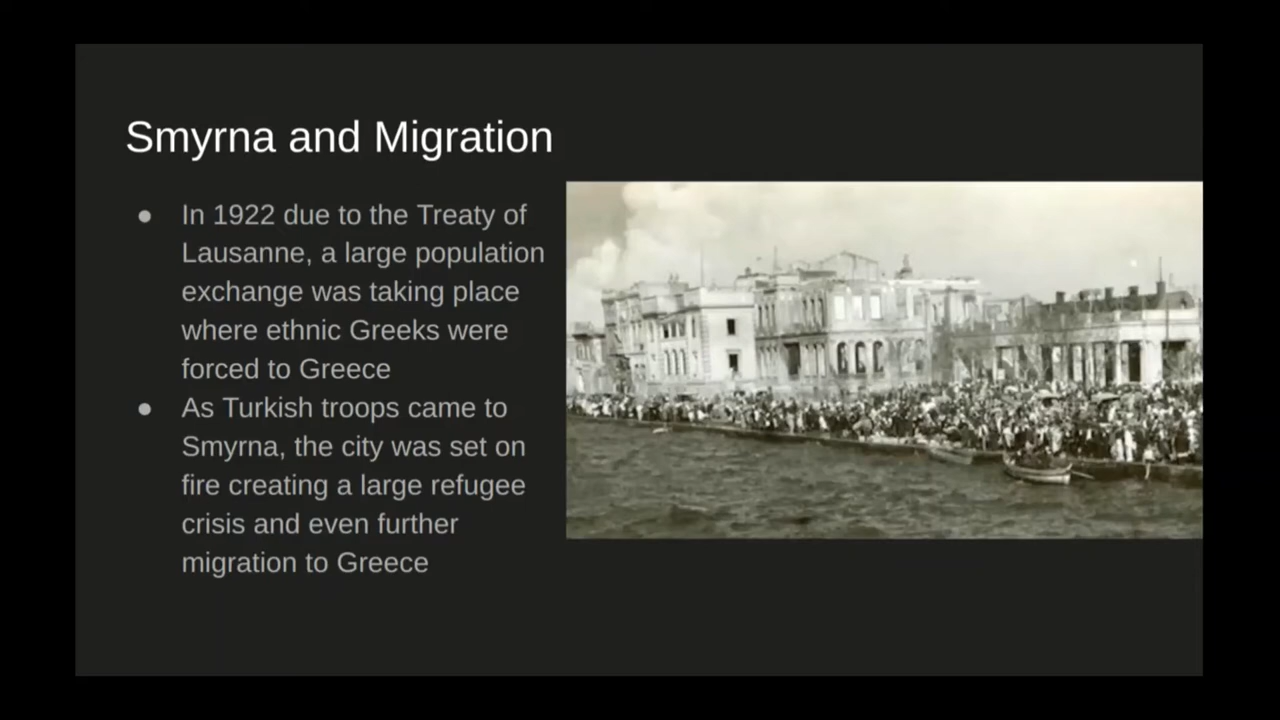 Smyrna and Migration
● In 1922 due to the Treaty of
Lausanne, a large population
exchange was taking place
where ethnic Greeks were
forced to Greece
● As Turkish troops came to
Smyrna, the city was set on
fire creating a large refugee
crisis and even further
migration to Greece